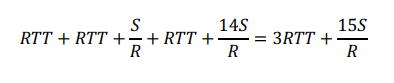 RTT + RTT + S/R + RTT + 14S/R = 3RTT + 15S/R